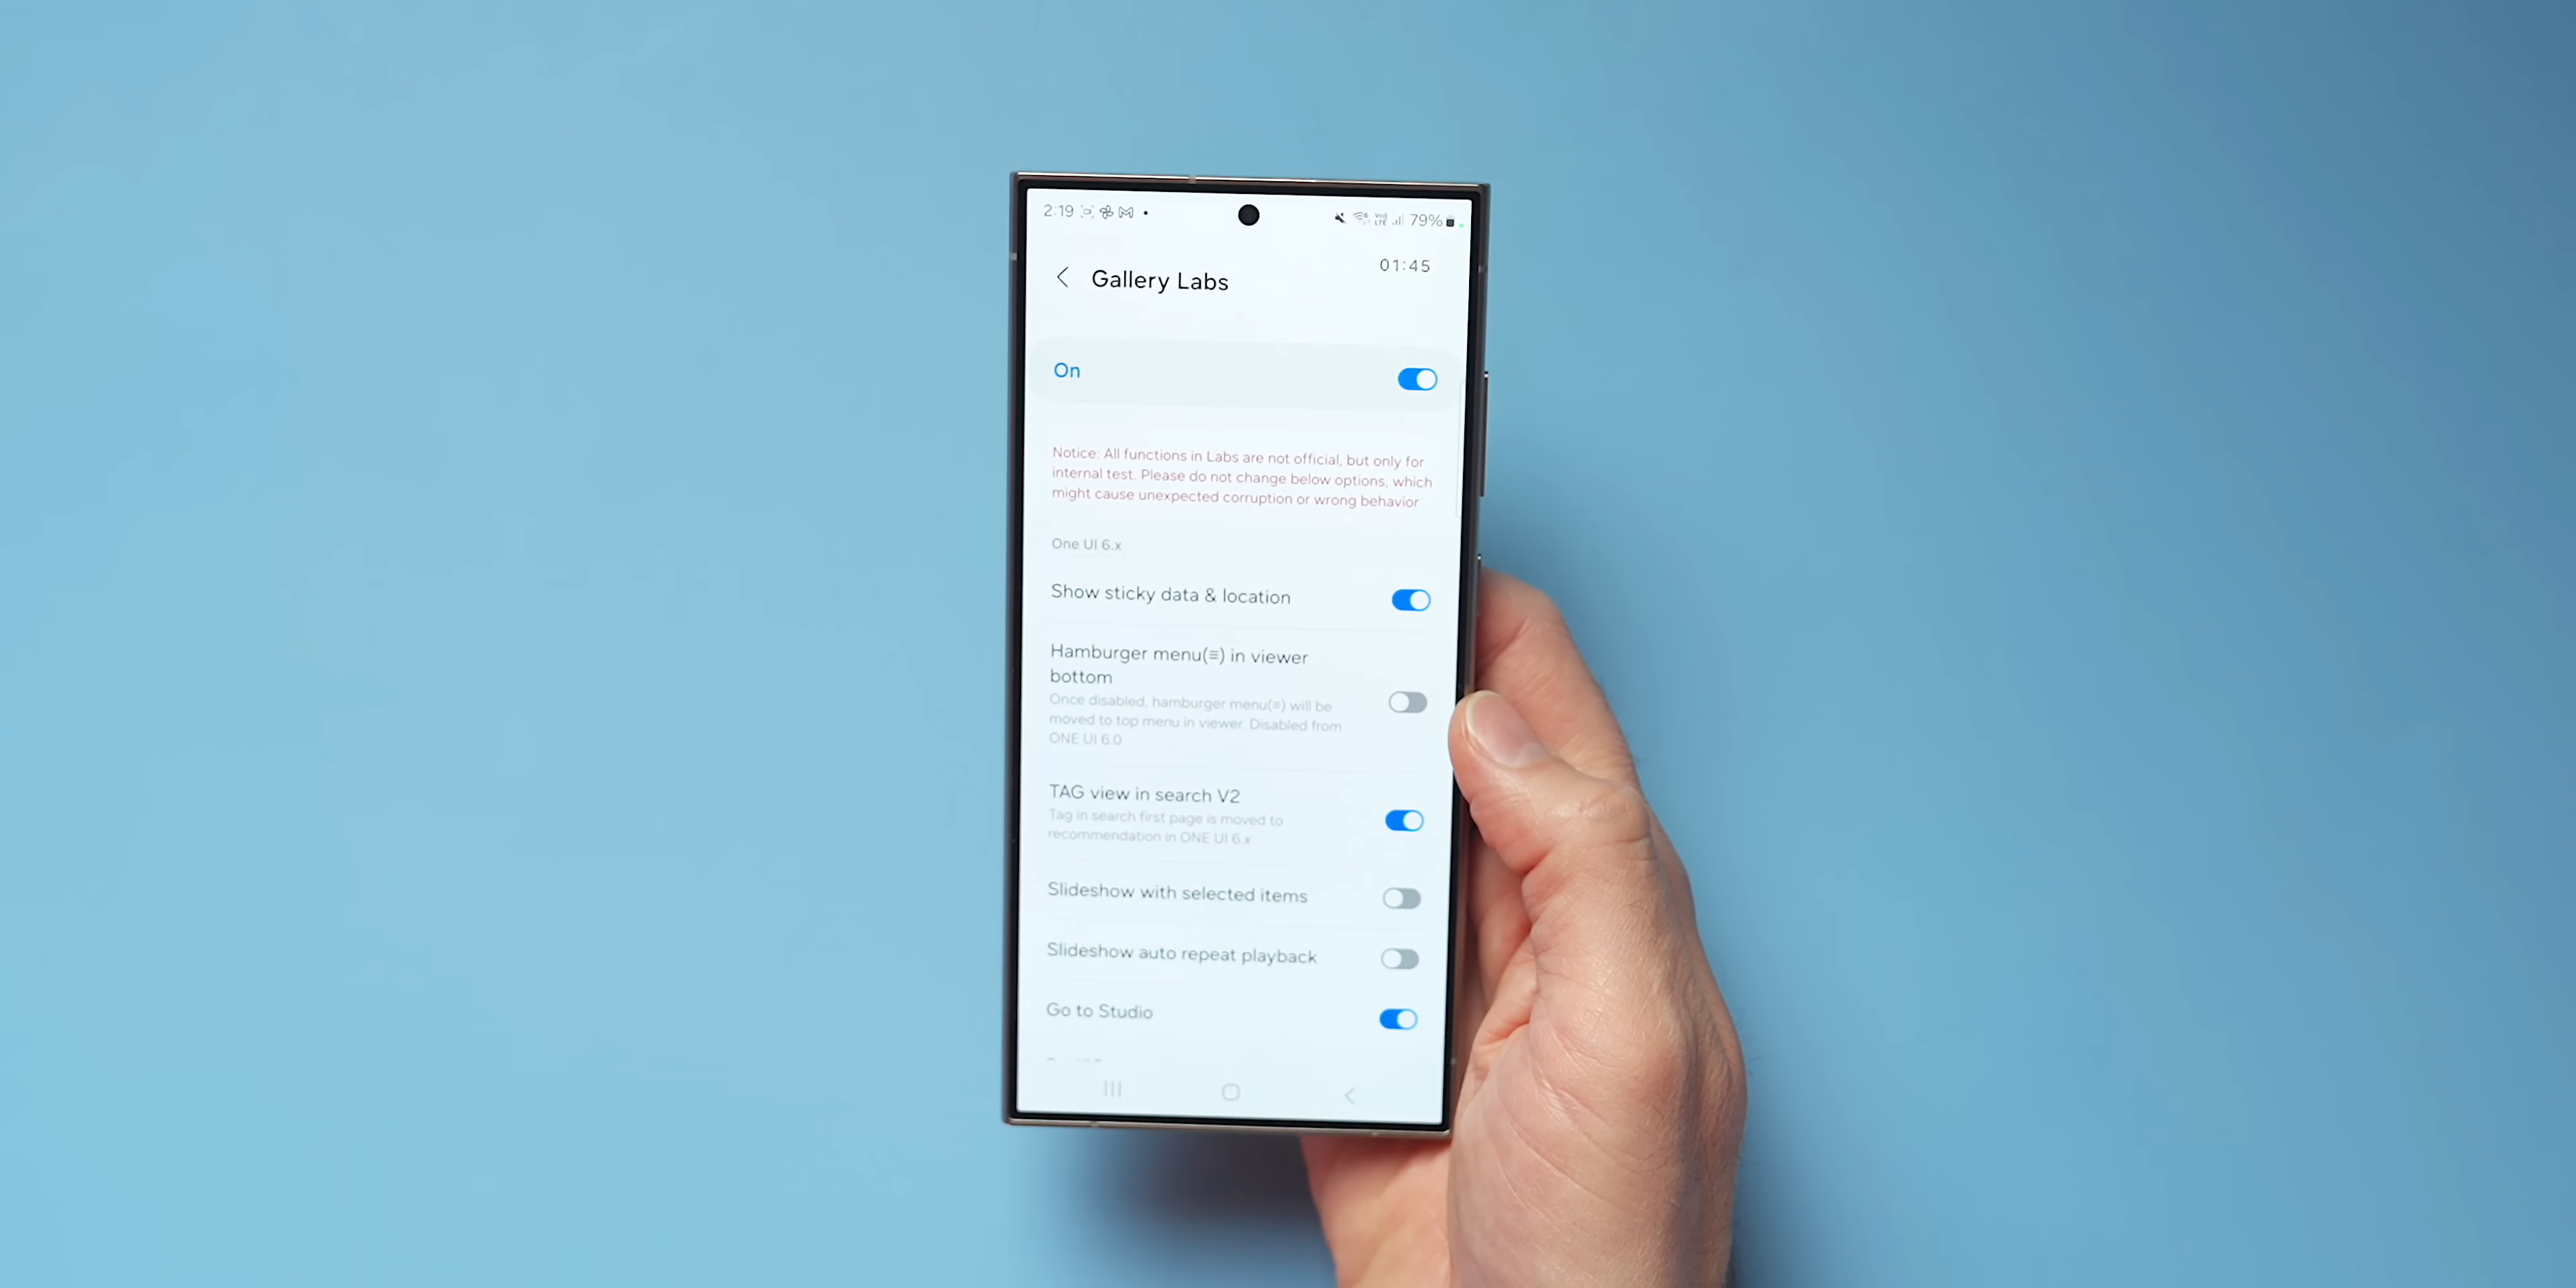 2:19
79%
01:45
Gallery Labs
On
Notice: All functions in Labs are not official, but only for
internal test. Please do not change below options, which
might cause unexpected corruption or wrong behavior
One UI 6.x
Show sticky data & location
Hamburger menu(≡) in viewer
bottom
Once disabled, hamburger menu(≡) will be
moved to top menu in viewer. Disabled from
ONE UI 6.0
TAG view in search V2
Tag in search first page is moved to
recommendation in ONE UI 6.x
Slideshow with selected items
Slideshow auto repeat playback
Go to Studio